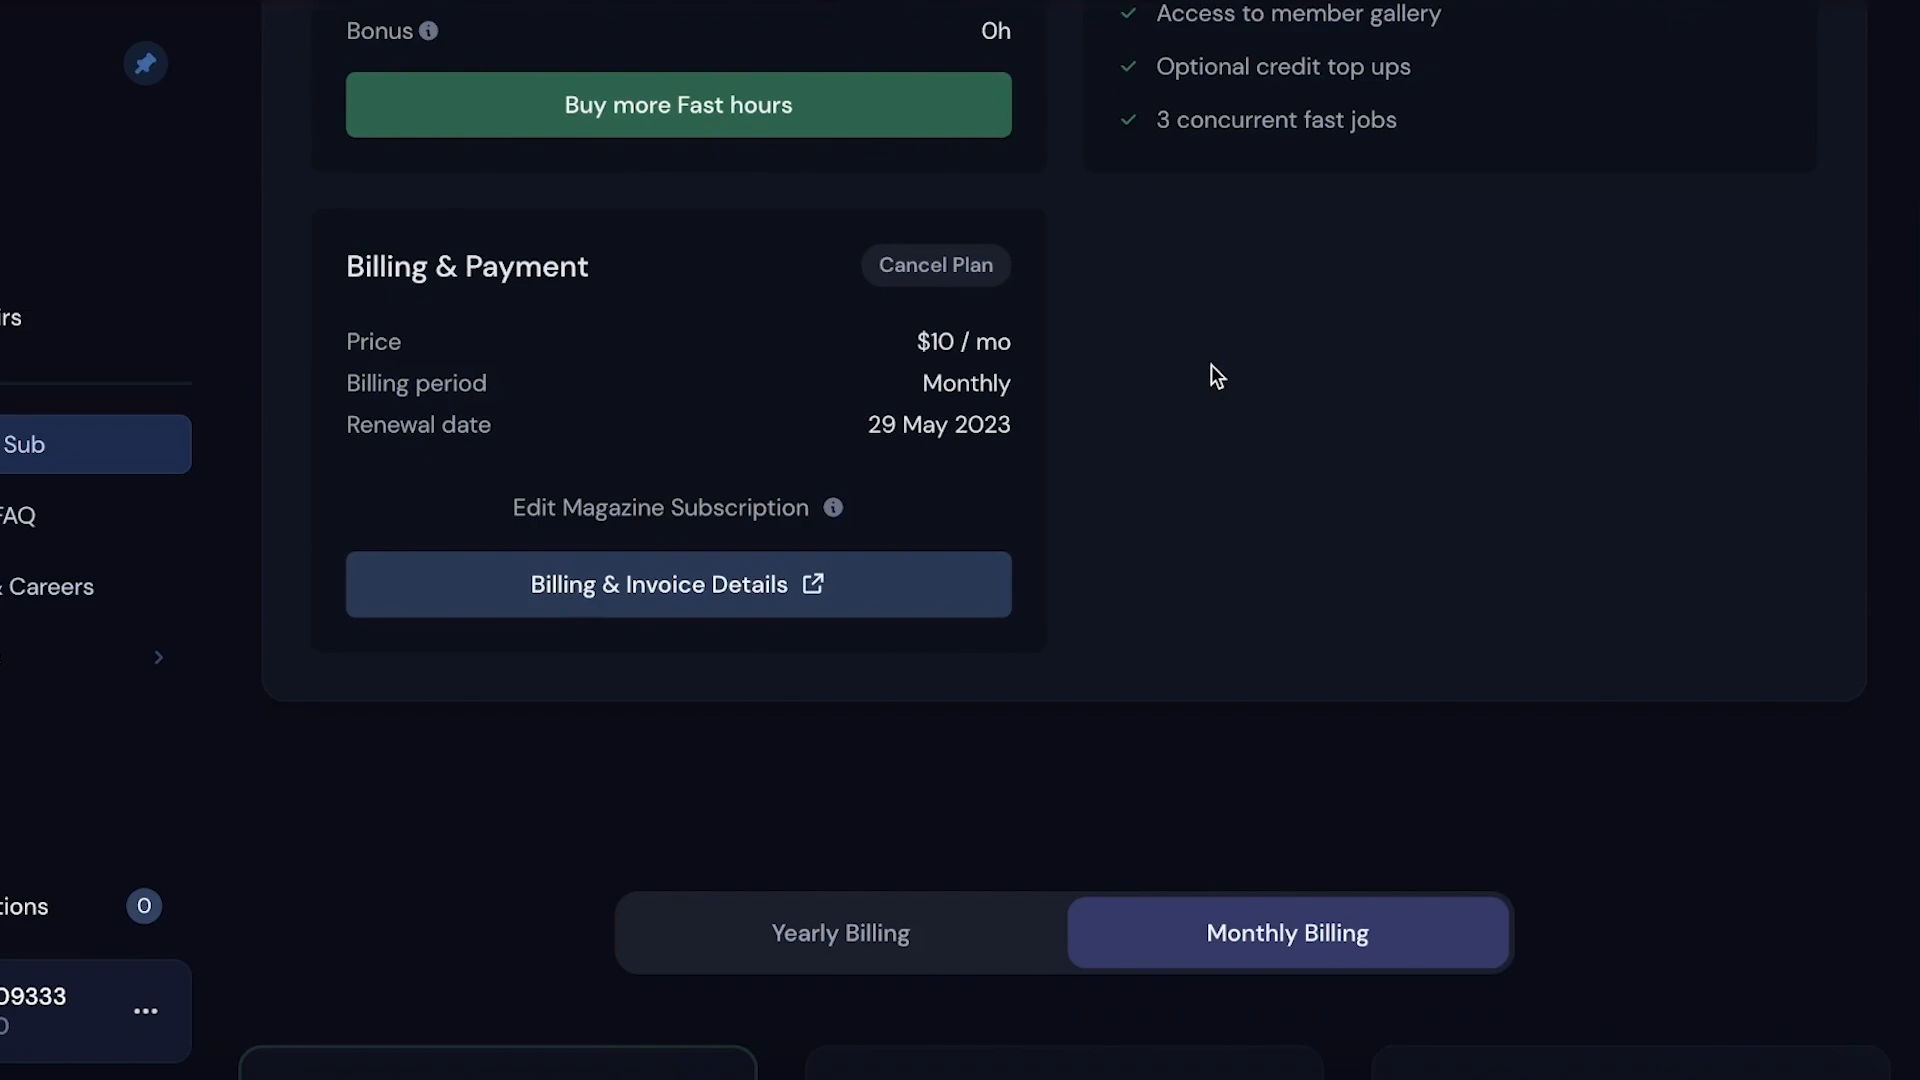 Bonus
0h
Buy more Fast hours
Access to member gallery
Optional credit top ups
3 concurrent fast jobs
Billing & Payment
Cancel Plan
Price
$10 / mo
Billing period
Monthly
Renewal date
29 May 2023
Edit Magazine Subscription
Billing & Invoice Details
Sub
FAQ
& Careers
0
09333
Yearly Billing
Monthly Billing